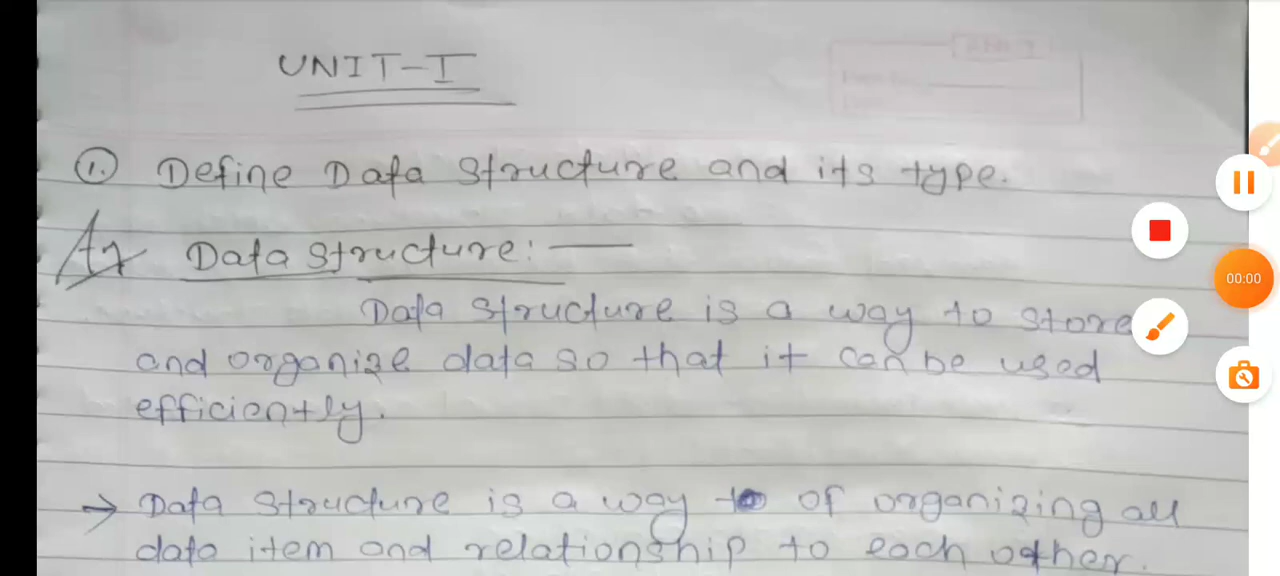 UNIT-I
1. Define Data Structure and its type.
Data Structure: —
Data Structure is a way to store
and organize data so that it can be used
efficiently.
→ Data Structure is a way of organizing all
data item and relationship to each other.
00:00